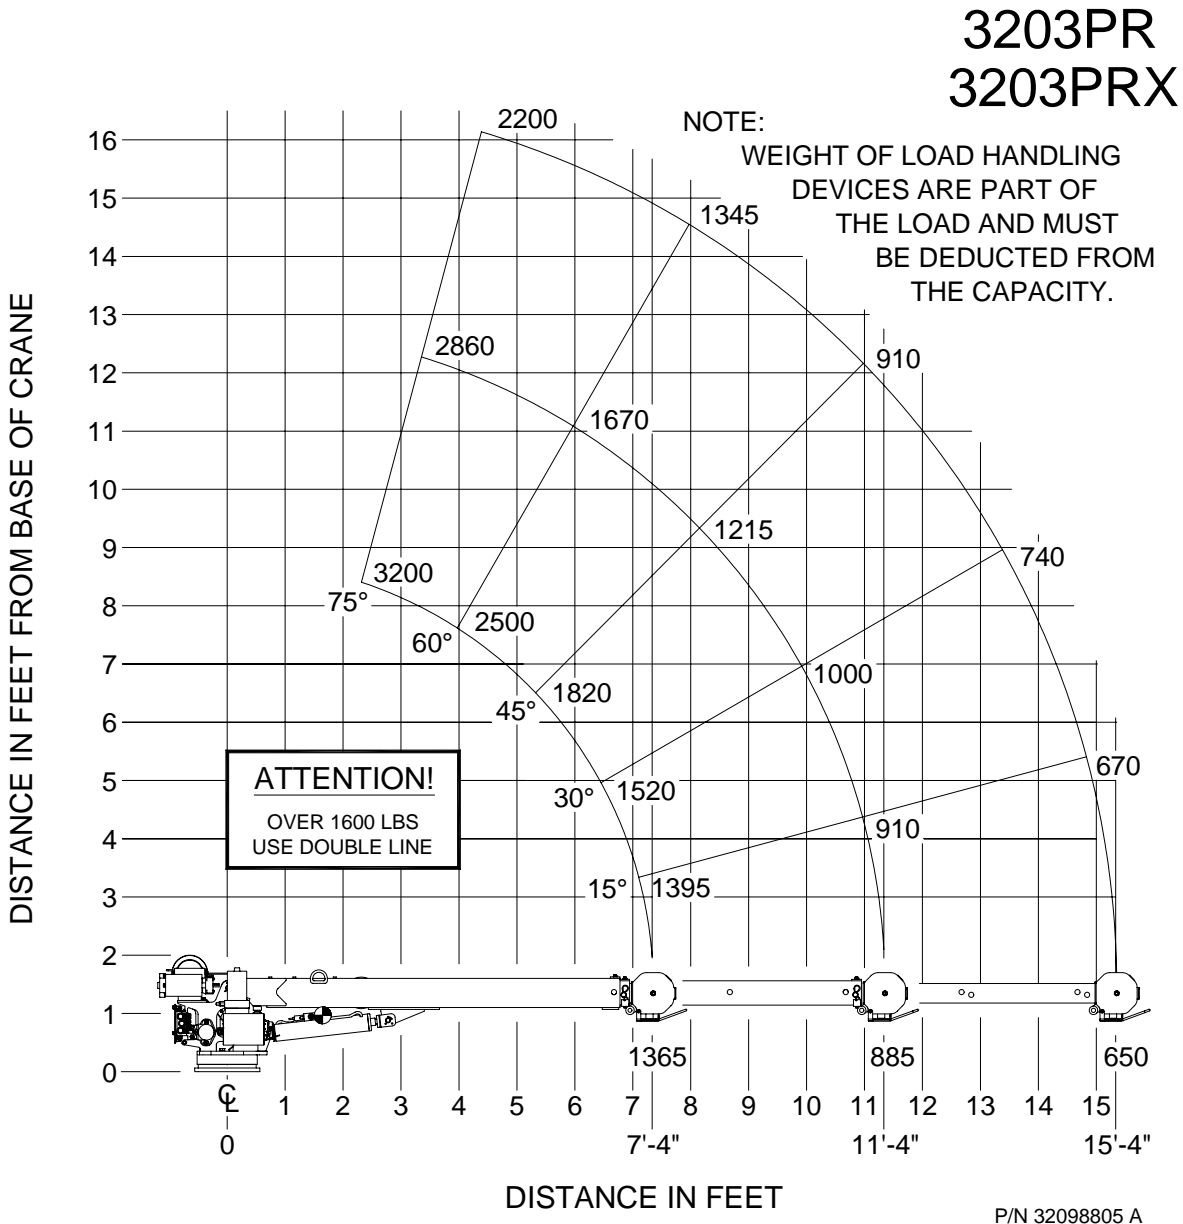 3203PR
3203PRX
NOTE:
WEIGHT OF LOAD HANDLING
DEVICES ARE PART OF
THE LOAD AND MUST
BE DEDUCTED FROM
THE CAPACITY.
DISTANCE IN FEET FROM BASE OF CRANE
16
15
14
13
12
11
10
9
8
7
6
5
4
3
2
1
0
2200
1345
2860
910
1670
1215
740
3200
75°
2500
60°
1820
45°
1000
1520
30°
670
910
1395
15°
ATTENTION!
OVER 1600 LBS
USE DOUBLE LINE
1365 885 650
℄ 1 2 3 4 5 6 7 8 9 10 11 12 13 14 15
0 7'-4" 11'-4" 15'-4"
DISTANCE IN FEET
P/N 32098805 A